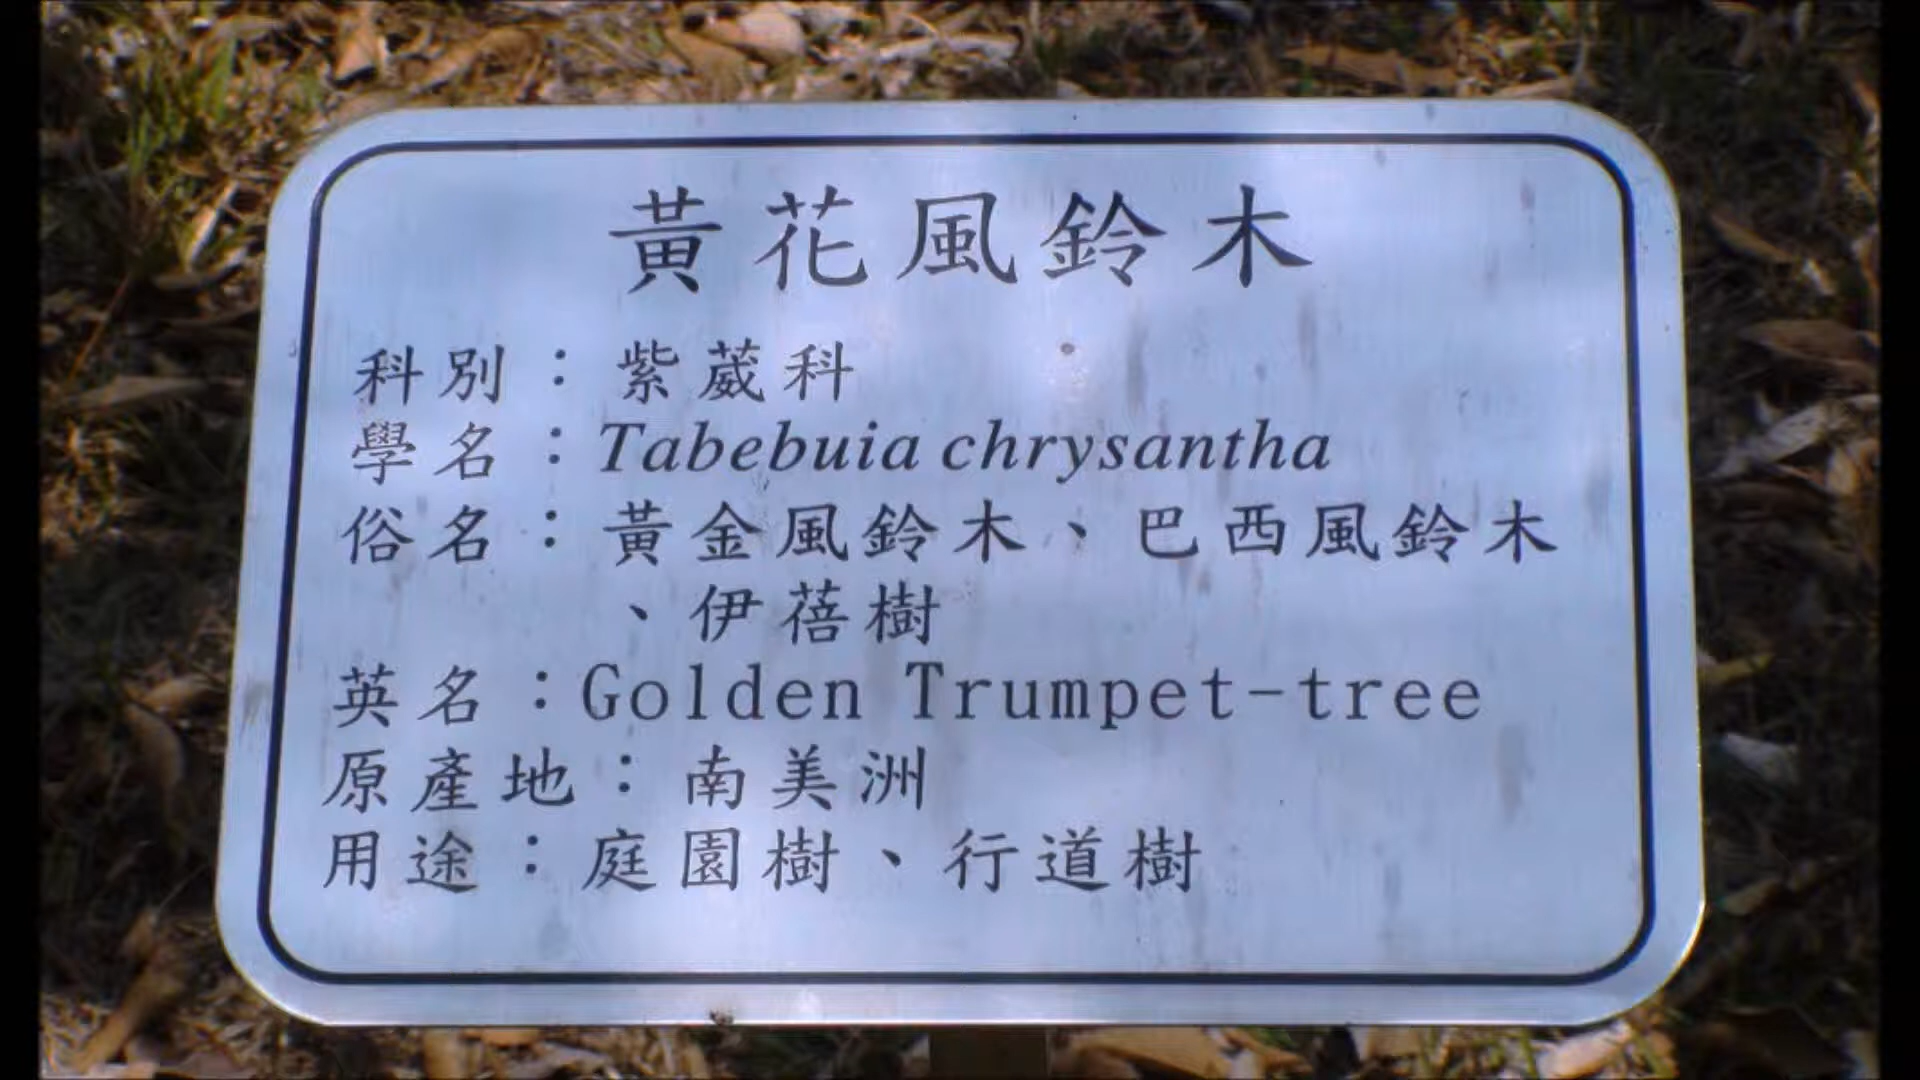 黃花風鈴木
科別：紫葳科
學名：Tabebuia chrysantha
俗名：黃金風鈴木、巴西風鈴木
、伊蓓樹
英名：Golden Trumpet-tree
原產地：南美洲
用途：庭園樹、行道樹